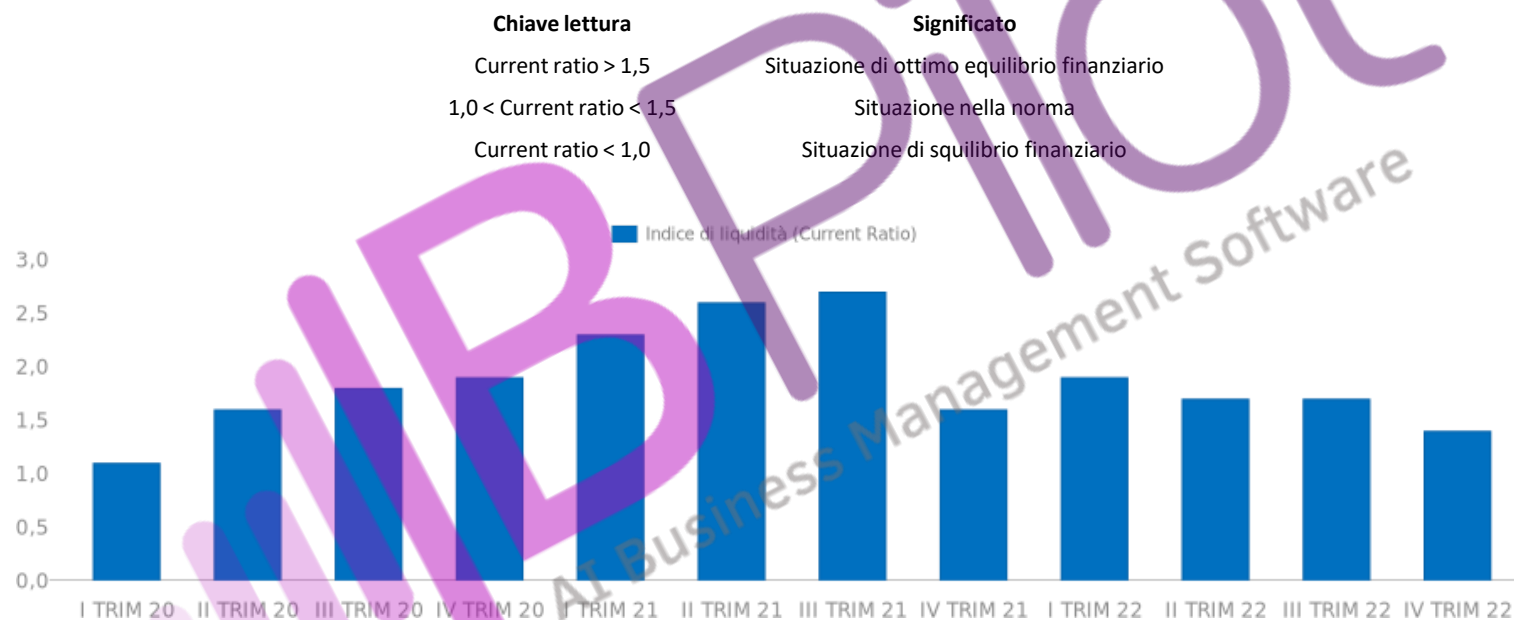 Chiave lettura Significato
Current ratio > 1,5 Situazione di ottimo equilibrio finanziario
1,0 < Current ratio < 1,5 Situazione nella norma
Current ratio < 1,0 Situazione di squilibrio finanziario
Indice di liquidità (Current Ratio)
3,0
2,5
2,0
1,5
1,0
0,5
0,0
I TRIM 20 II TRIM 20 III TRIM 20 IV TRIM 20 I TRIM 21 II TRIM 21 III TRIM 21 IV TRIM 21 I TRIM 22 II TRIM 22 III TRIM 22 IV TRIM 22
BPilot
AI Business Management Software